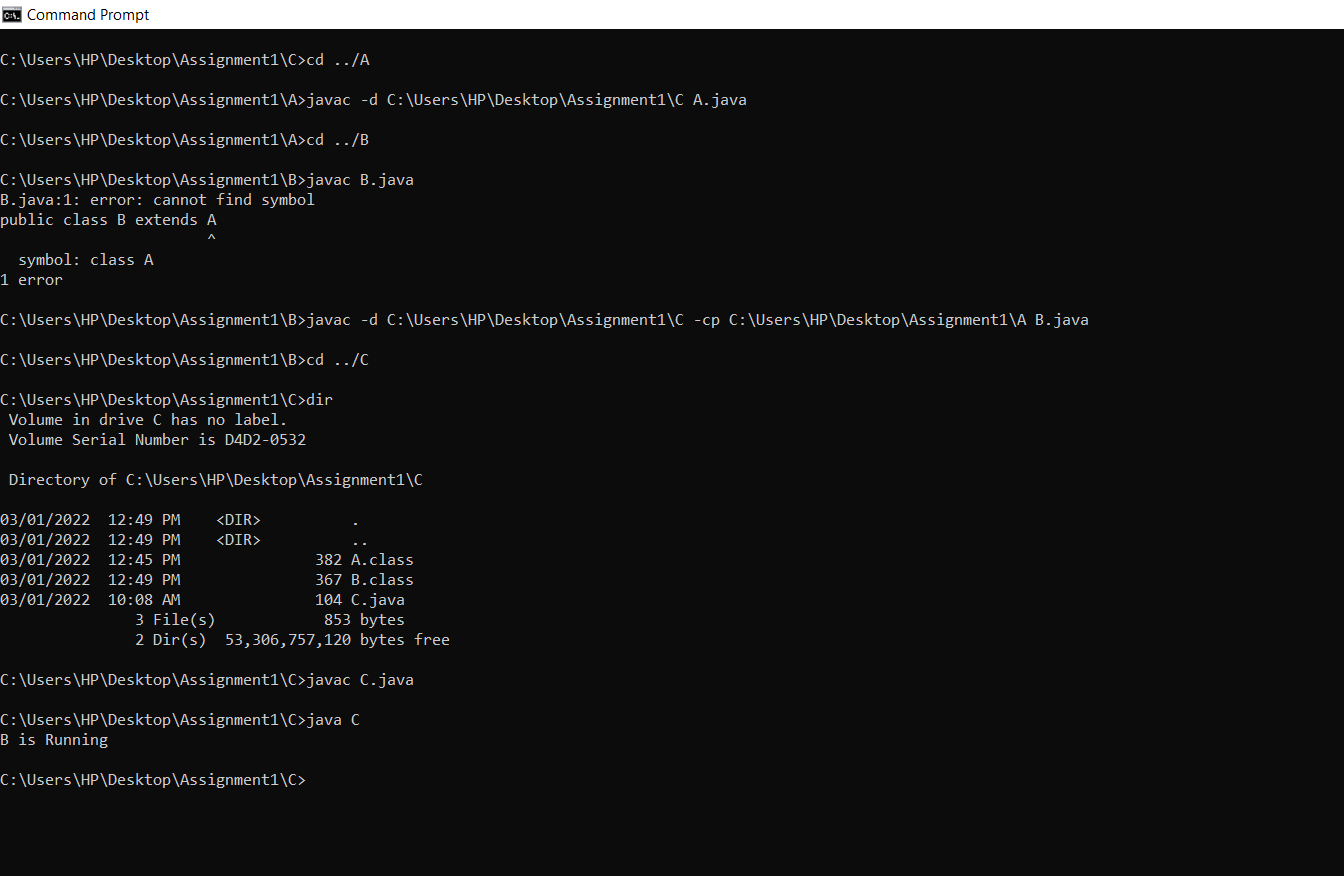 Command Prompt
C:\Users\HP\Desktop\Assignment1\C>cd ../A
C:\Users\HP\Desktop\Assignment1\A>javac -d C:\Users\HP\Desktop\Assignment1\C A.java
C:\Users\HP\Desktop\Assignment1\A>cd ../B
C:\Users\HP\Desktop\Assignment1\B>javac B.java
B.java:1: error: cannot find symbol
public class B extends A
                       ^
  symbol: class A
1 error
C:\Users\HP\Desktop\Assignment1\B>javac -d C:\Users\HP\Desktop\Assignment1\C -cp C:\Users\HP\Desktop\Assignment1\A B.java
C:\Users\HP\Desktop\Assignment1\B>cd ../C
C:\Users\HP\Desktop\Assignment1\C>dir
 Volume in drive C has no label.
 Volume Serial Number is D4D2-0532
 Directory of C:\Users\HP\Desktop\Assignment1\C
03/01/2022  12:49 PM    <DIR>          .
03/01/2022  12:49 PM    <DIR>          ..
03/01/2022  12:45 PM               382 A.class
03/01/2022  12:49 PM               367 B.class
03/01/2022  10:08 AM               104 C.java
               3 File(s)            853 bytes
               2 Dir(s)  53,306,757,120 bytes free
C:\Users\HP\Desktop\Assignment1\C>javac C.java
C:\Users\HP\Desktop\Assignment1\C>java C
B is Running
C:\Users\HP\Desktop\Assignment1\C>